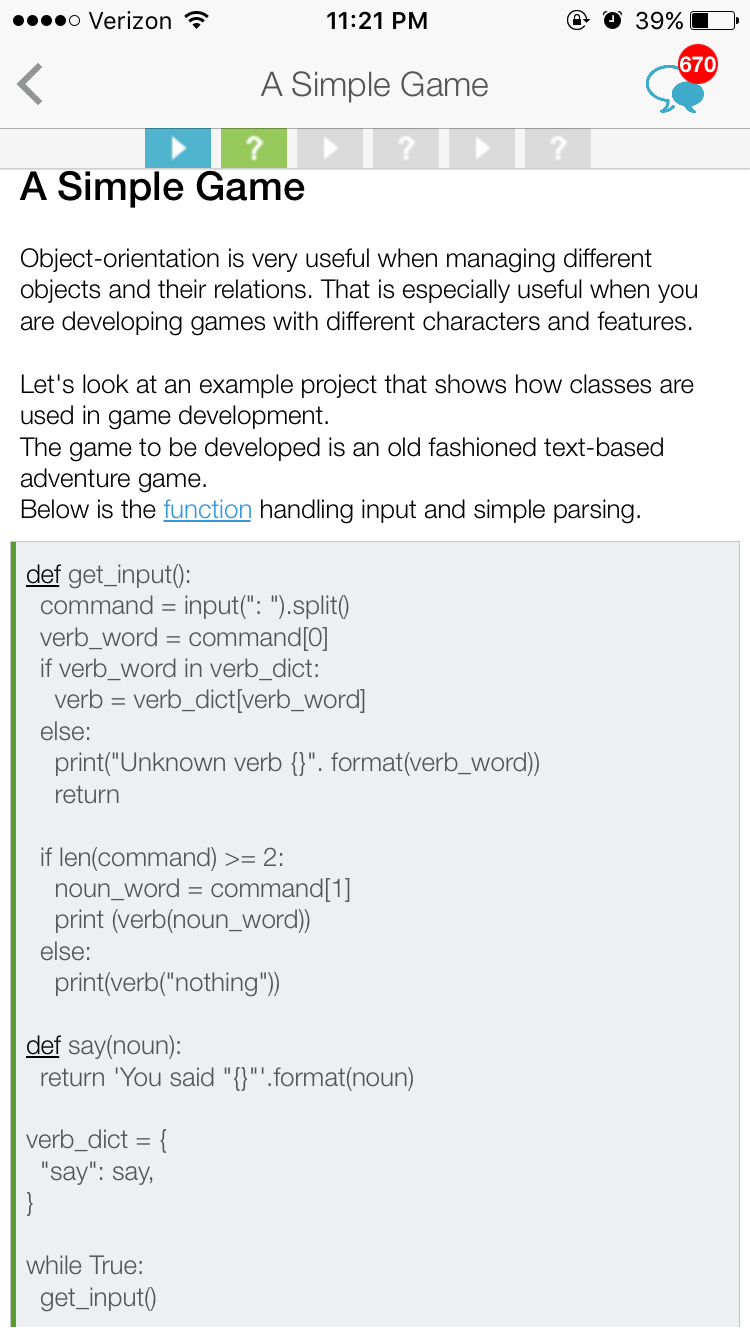 Verizon 11:21 PM 39%
A Simple Game 670
? ? ?
A Simple Game
Object-orientation is very useful when managing different
objects and their relations. That is especially useful when you
are developing games with different characters and features.
Let's look at an example project that shows how classes are
used in game development.
The game to be developed is an old fashioned text-based
adventure game.
Below is the function handling input and simple parsing.
def get_input():
command = input(": ").split()
verb_word = command[0]
if verb_word in verb_dict:
verb = verb_dict[verb_word]
else:
print("Unknown verb {}". format(verb_word))
return
if len(command) >= 2:
noun_word = command[1]
print (verb(noun_word))
else:
print(verb("nothing"))
def say(noun):
return 'You said "{}"'.format(noun)
verb_dict = {
"say": say,
}
while True:
get_input()